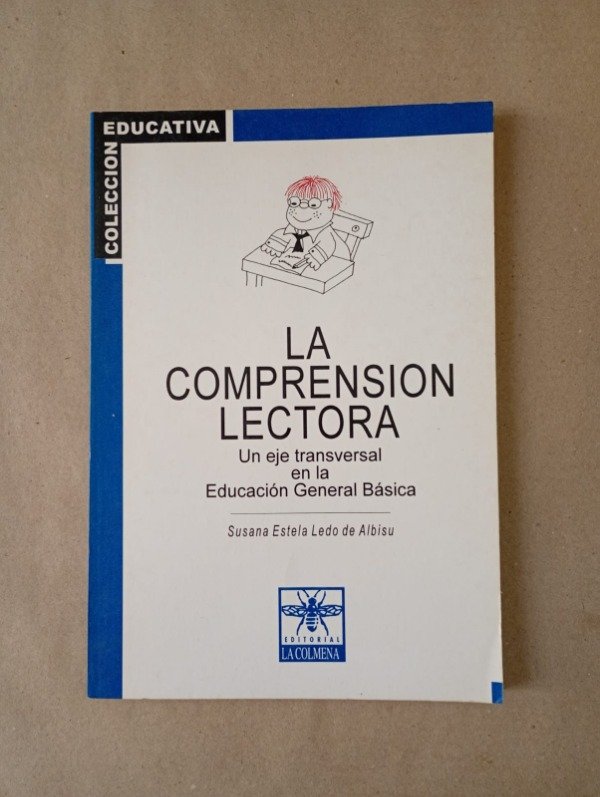 COLECCION
EDUCATIVA
LA
COMPRENSION
LECTORA
Un eje transversal
en la
Educación General Básica
Susana Estela Ledo de Albisu
EDITORIAL
LA COLMENA